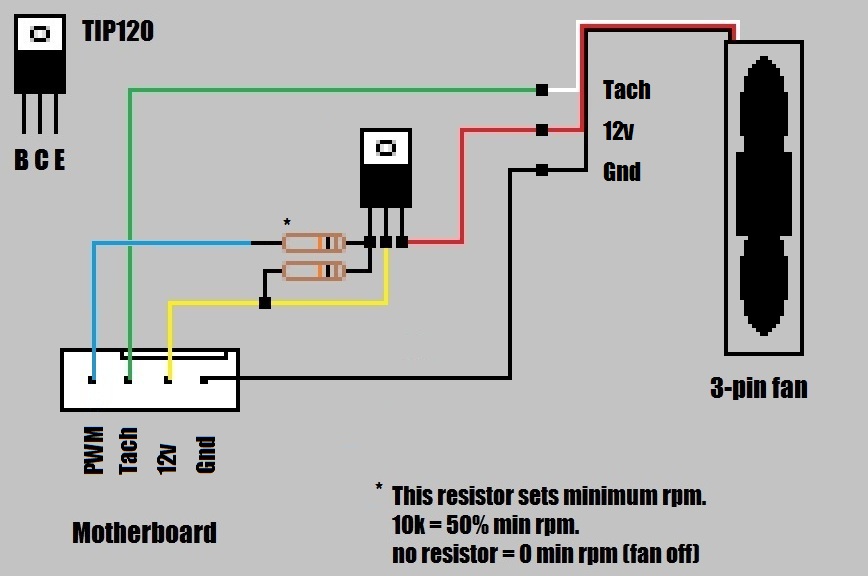 TIP120
B C E
*
Tach
12v
Gnd
3-pin fan
PWM
Tach
12v
Gnd
Motherboard
* This resistor sets minimum rpm.
10k = 50% min rpm.
no resistor = 0 min rpm (fan off)